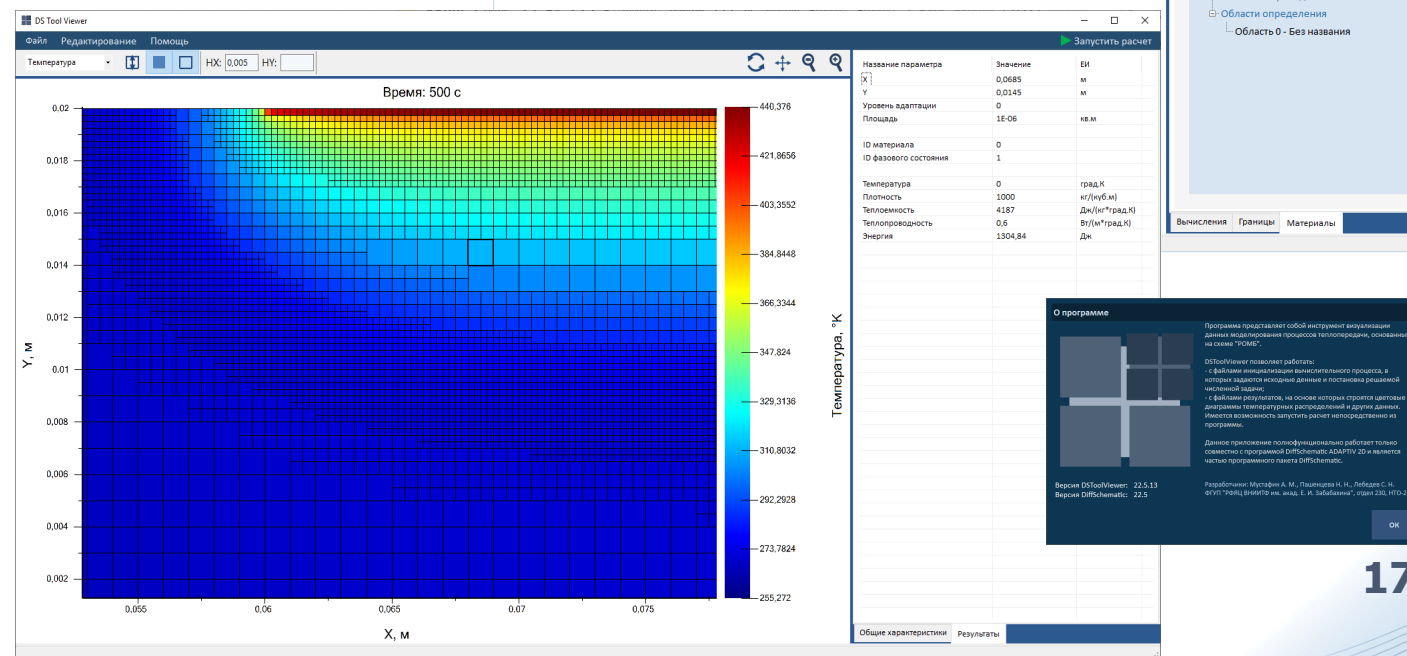 DS Tool Viewer
Файл Редактирование Помощь
Запустить расчет
Температура
HX: 0,005 HY:
Время: 500 с
0,02
0,018
0,016
0,014
0,012
0,01
0,008
0,006
0,004
0,002
Y, м
0,055 0,06 0,065 0,07 0,075
X, м
440,376
421,8656
403,3552
384,8448
366,3344
347,824
329,3136
310,8032
292,2928
273,7824
255,272
Температура, °К
Название параметра Значение ЕИ
X 0,0685 м
Y 0,0145 м
Уровень адаптации 0
Площадь 1E-06 кв.м
ID материала 0
ID фазового состояния 1
Температура 0 град.К
Плотность 1000 кг/(куб.м)
Теплоемкость 4187 Дж/(кг*град.К)
Теплопроводность 0,6 Вт/(м*град.К)
Энергия 1304,84 Дж
Общие характеристики Результаты
Области определения
Область 0 - Без названия
Вычисления Границы Материалы
О программе
Программа представляет собой инструмент визуализации
данных моделирования процессов теплопередачи, основанны
на схеме "РОМБ".
DSToolViewer позволяет работать:
- с файлами инициализации вычислительного процесса, в
которых задаются исходные денные и постановка решаемой
численной задачи;
- с файлами результатов, на основе которых строятся цветовые
диаграммы температурных распределений и других данных.
Имеется возможность запустить расчет непосредственно из
программы.
Данное приложение полнофункционально работает только
совместно с программой DiffSchematic ADAPTIV 2D и является
частью программного пакета DiffSchematic.
Версия DSToolViewer: 22.5.13
Версия DiffSchematic: 22.5
Разработчики: Мустафин А. М., Пашенцева Н. Н., Лебедев С. Н.
ФГУП "РФЯЦ ВНИИТФ им. акад. Е. И. Забабахина", отдел 230, НТО-2
ОК
17